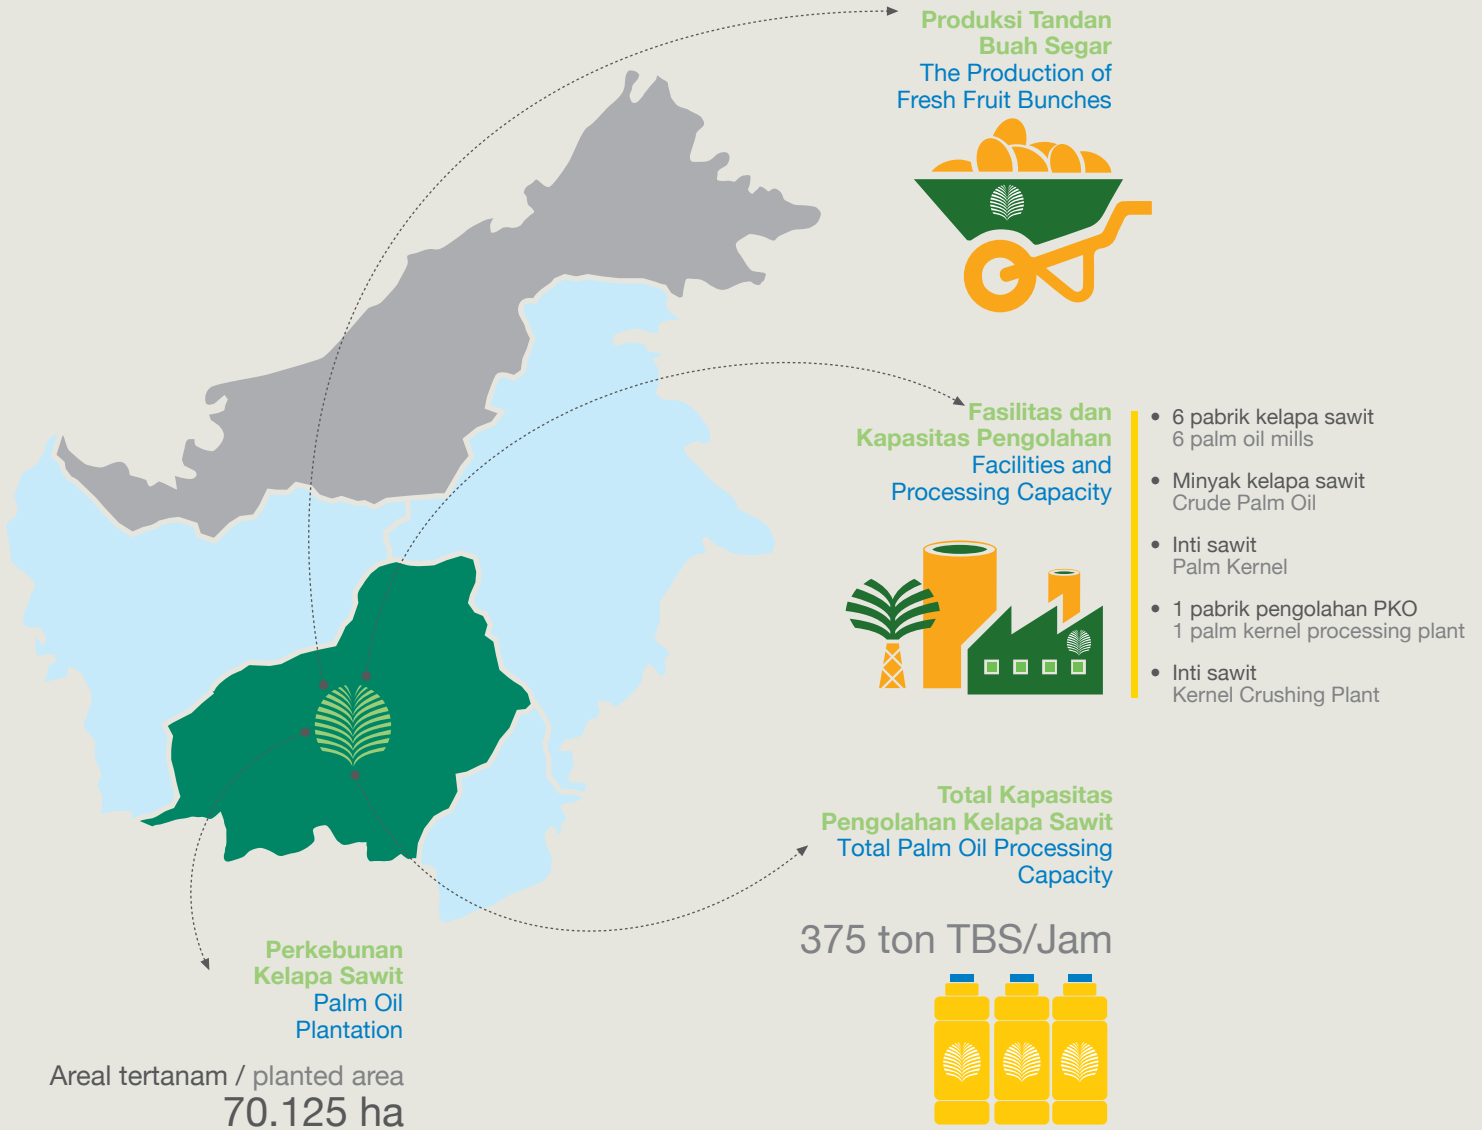 Produksi Tandan
Buah Segar
The Production of
Fresh Fruit Bunches
Fasilitas dan
Kapasitas Pengolahan
Facilities and
Processing Capacity
• 6 pabrik kelapa sawit
6 palm oil mills
• Minyak kelapa sawit
Crude Palm Oil
• Inti sawit
Palm Kernel
• 1 pabrik pengolahan PKO
1 palm kernel processing plant
• Inti sawit
Kernel Crushing Plant
Total Kapasitas
Pengolahan Kelapa Sawit
Total Palm Oil Processing
Capacity
375 ton TBS/Jam
Perkebunan
Kelapa Sawit
Palm Oil
Plantation
Areal tertanam / planted area
70.125 ha